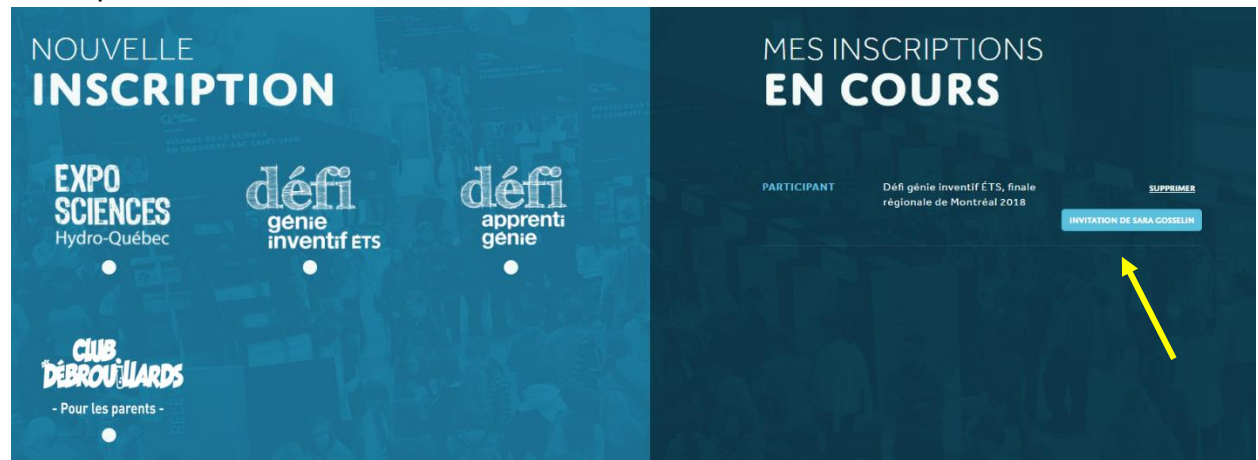 NOUVELLE
INSCRIPTION
EXPO
SCIENCES
Hydro-Québec
défi
génie
inventif ÉTS
défi
apprenti
génie
CLUB
DÉBROUILLARDS
- Pour les parents -
MES INSCRIPTIONS
EN COURS
PARTICIPANT
Défi génie inventif ÉTS, finale
régionale de Montréal 2018
SUPPRIMER
INVITATION DE SARA GOSSELIN